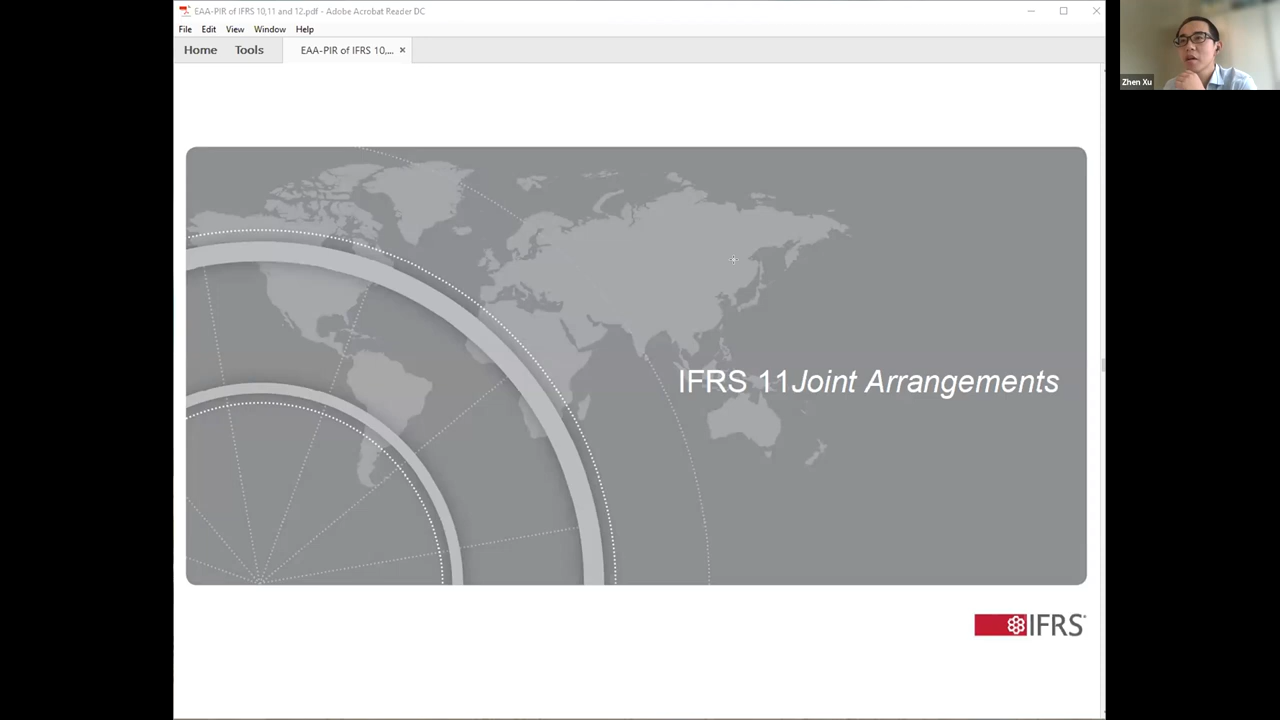 EAA-PIR of IFRS 10,11 and 12.pdf - Adobe Acrobat Reader DC
File Edit View Window Help
Home Tools EAA-PIR of IFRS 10,... ×
Zhen Xu
IFRS 11Joint Arrangements
IFRS